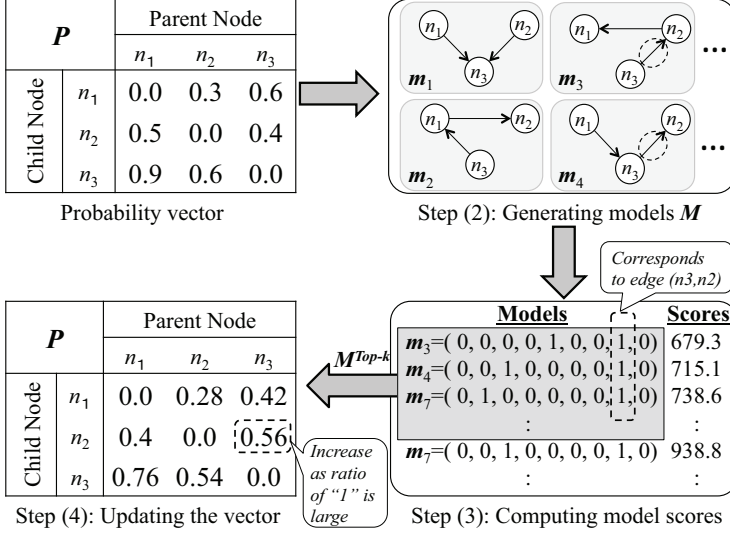 P
Parent Node
n1 n2 n3
Child Node
n1 0.0 0.3 0.6
n2 0.5 0.0 0.4
n3 0.9 0.6 0.0
Probability vector
n1 n2 n3 m1
n1 n2 n3 m3
...
n1 n2 n3 m2
n1 n2 n3 m4
...
Step (2): Generating models M
Corresponds
to edge (n3,n2)
Models Scores
m3=( 0, 0, 0, 0, 1, 0, 0, 1, 0) 679.3
m4=( 0, 0, 1, 0, 0, 0, 0, 1, 0) 715.1
m7=( 0, 1, 0, 0, 0, 0, 0, 1, 0) 738.6
:
:
m7=( 0, 0, 1, 0, 0, 0, 0, 1, 0) 938.8
:
:
Step (3): Computing model scores
M Top-k
P
Parent Node
n1 n2 n3
Child Node
n1 0.0 0.28 0.42
n2 0.4 0.0 0.56
n3 0.76 0.54 0.0
Increase
as ratio
of “1” is
large
Step (4): Updating the vector